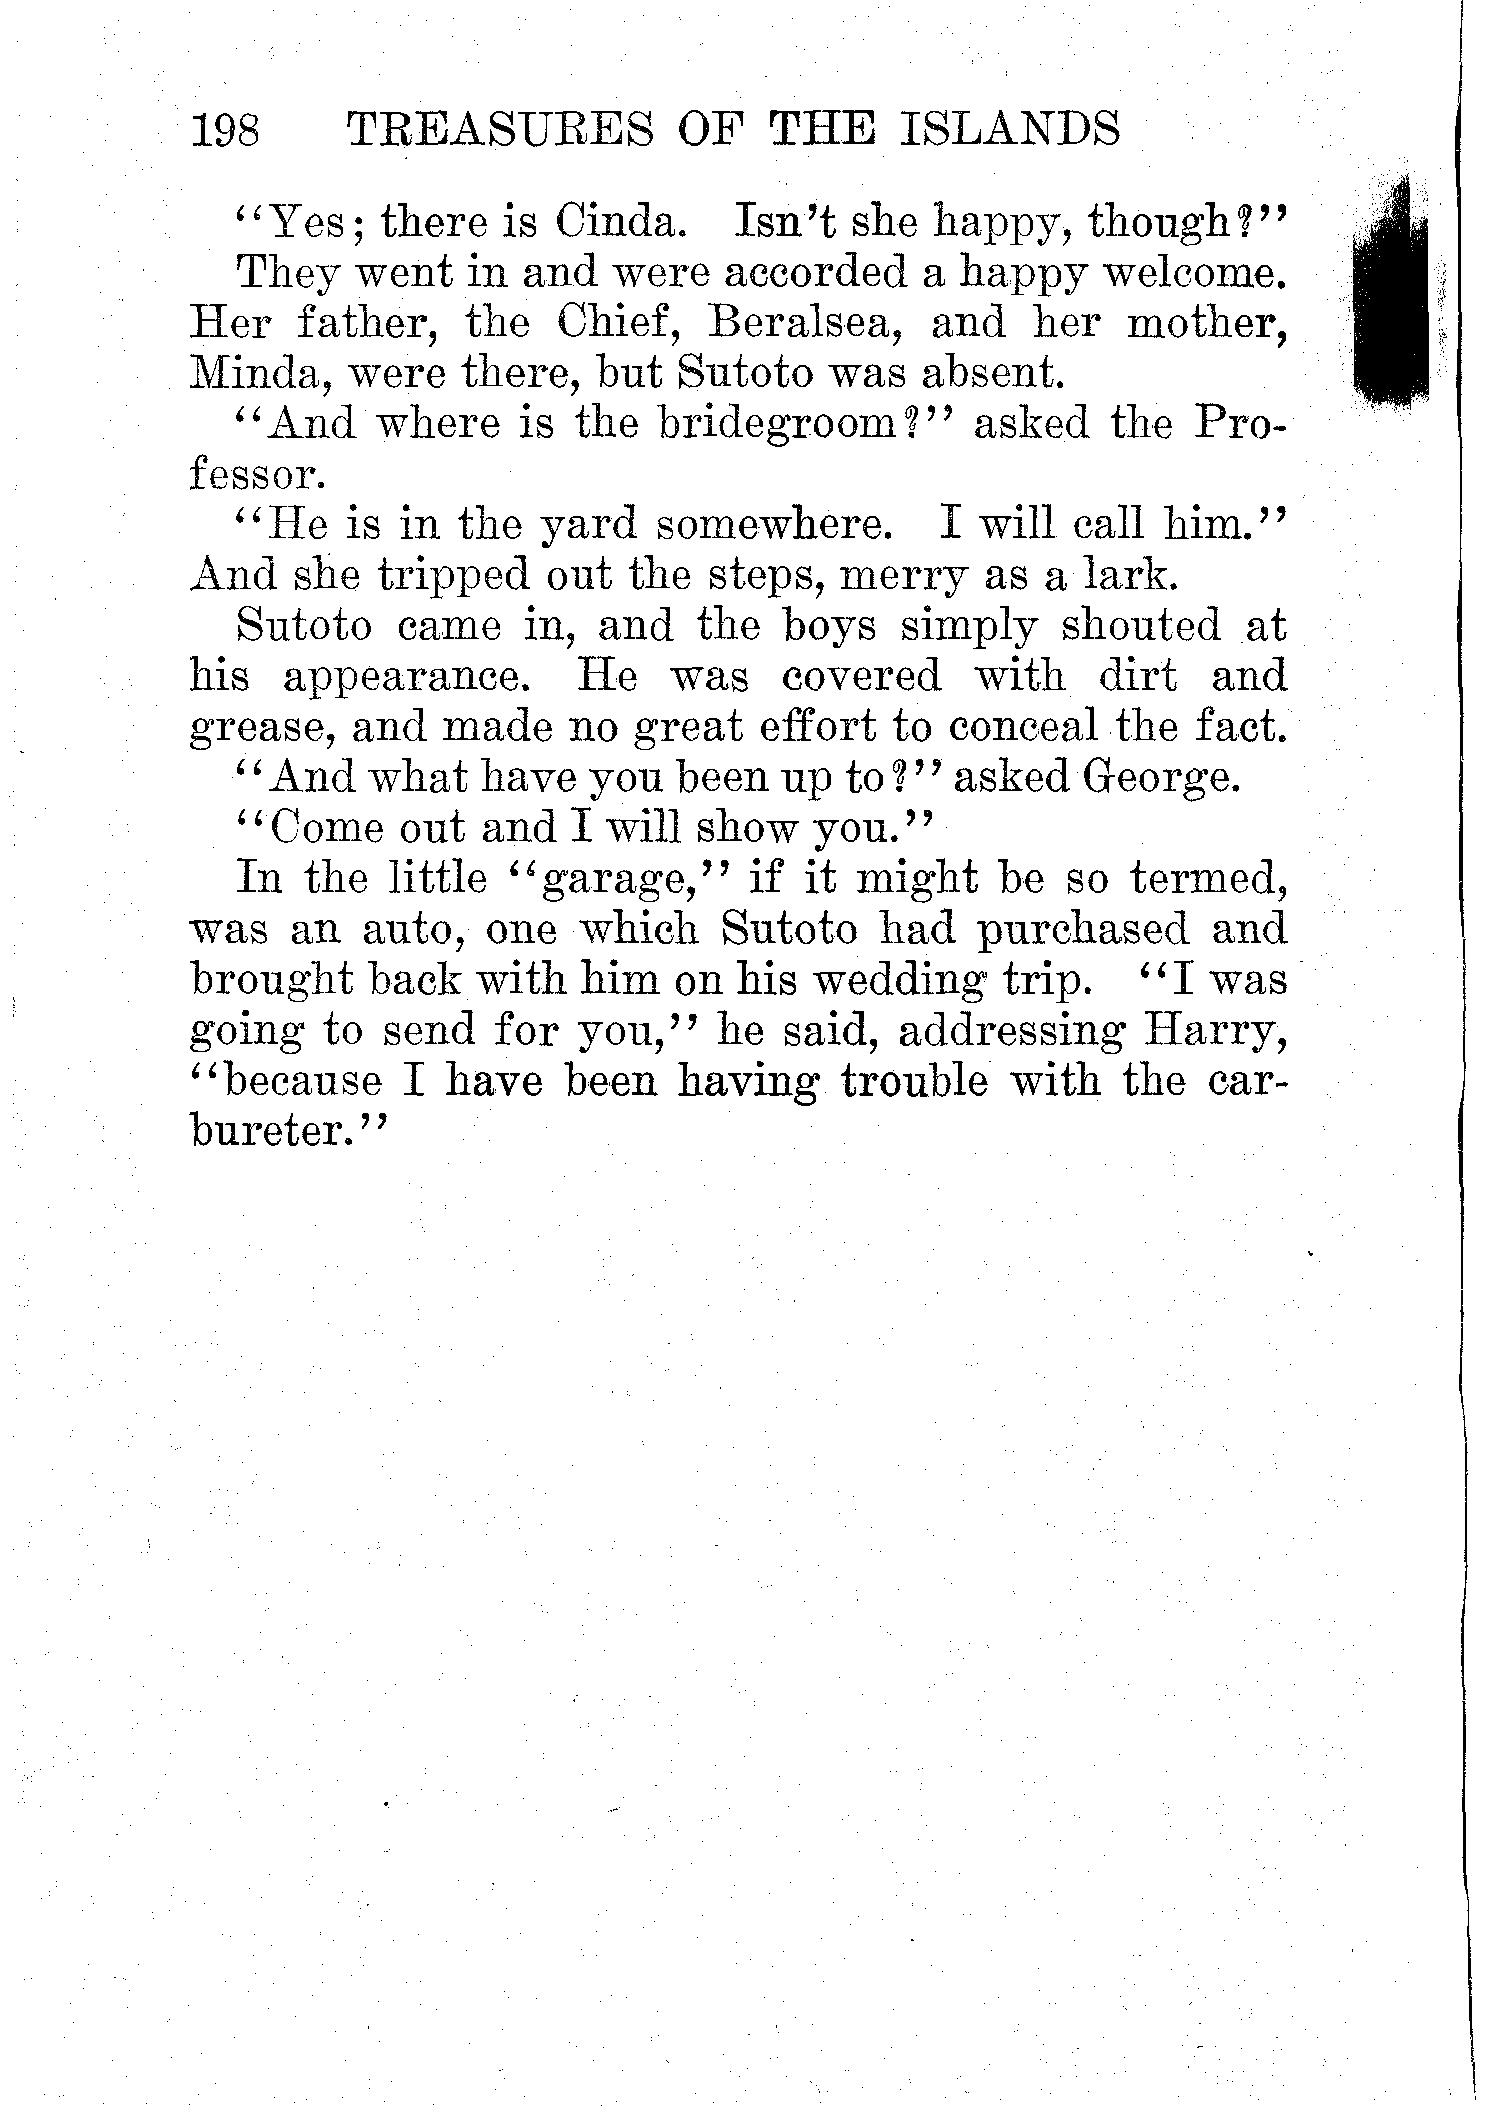 198 TREASURES OF THE ISLANDS
"Yes; there is Cinda. Isn't she happy, though?"
They went in and were accorded a happy welcome.
Her father, the Chief, Beralsea, and her mother,
Minda, were there, but Sutoto was absent.
"And where is the bridegroom?" asked the Pro-
fessor.
"He is in the yard somewhere. I will call him."
And she tripped out the steps, merry as a lark.
Sutoto came in, and the boys simply shouted at
his appearance. He was covered with dirt and
grease, and made no great effort to conceal the fact.
"And what have you been up to?" asked George.
"Come out and I will show you."
In the little "garage," if it might be so termed,
was an auto, one which Sutoto had purchased and
brought back with him on his wedding trip. "I was
going to send for you," he said, addressing Harry,
"because I have been having trouble with the car-
bureter."